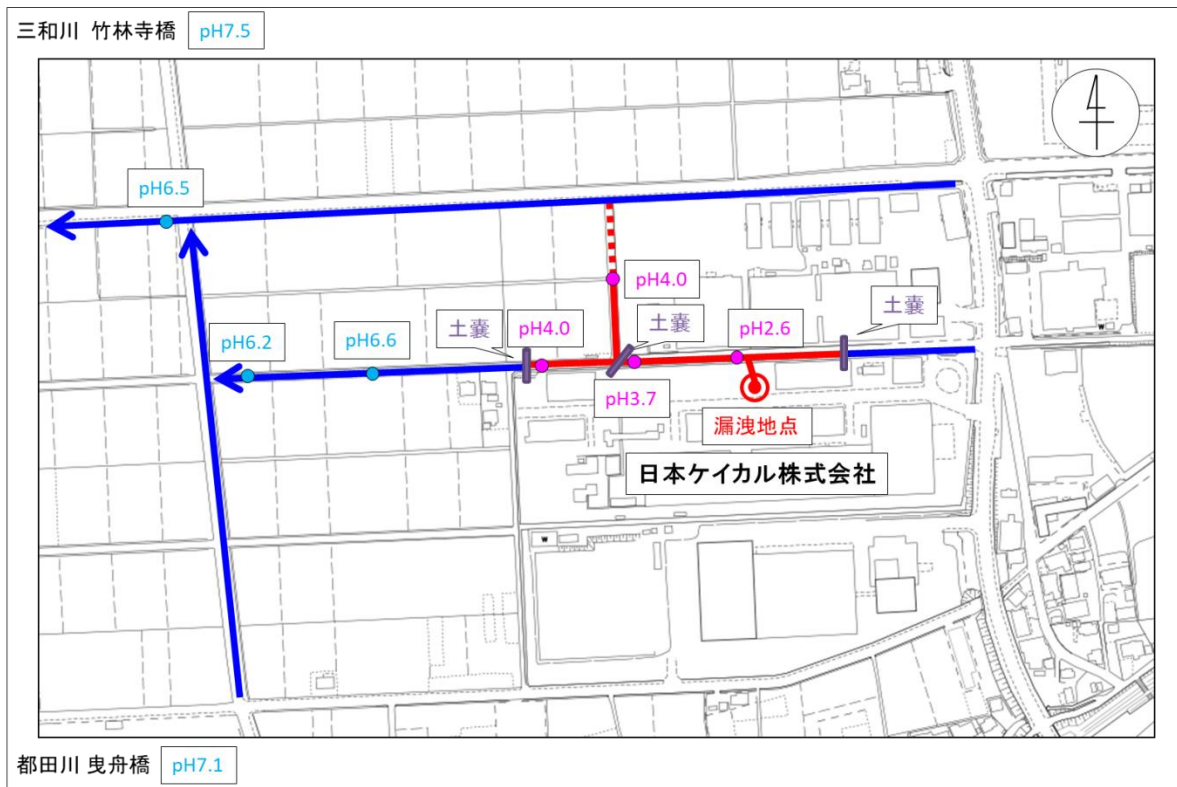 三和川 竹林寺橋 pH7.5
pH6.5
pH4.0
土嚢
pH6.2
pH6.6
土嚢
pH4.0
土嚢
pH2.6
pH3.7
漏洩地点
日本ケイカル株式会社
W
W
都田川 曳舟橋 pH7.1